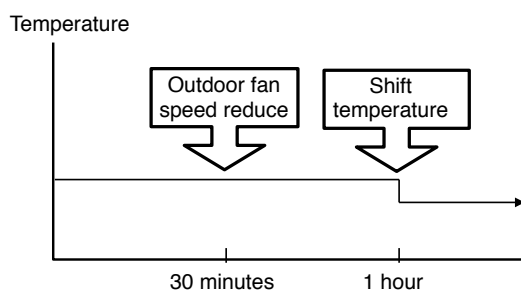 Temperature
Outdoor fan
speed reduce
Shift
temperature
30 minutes
1 hour